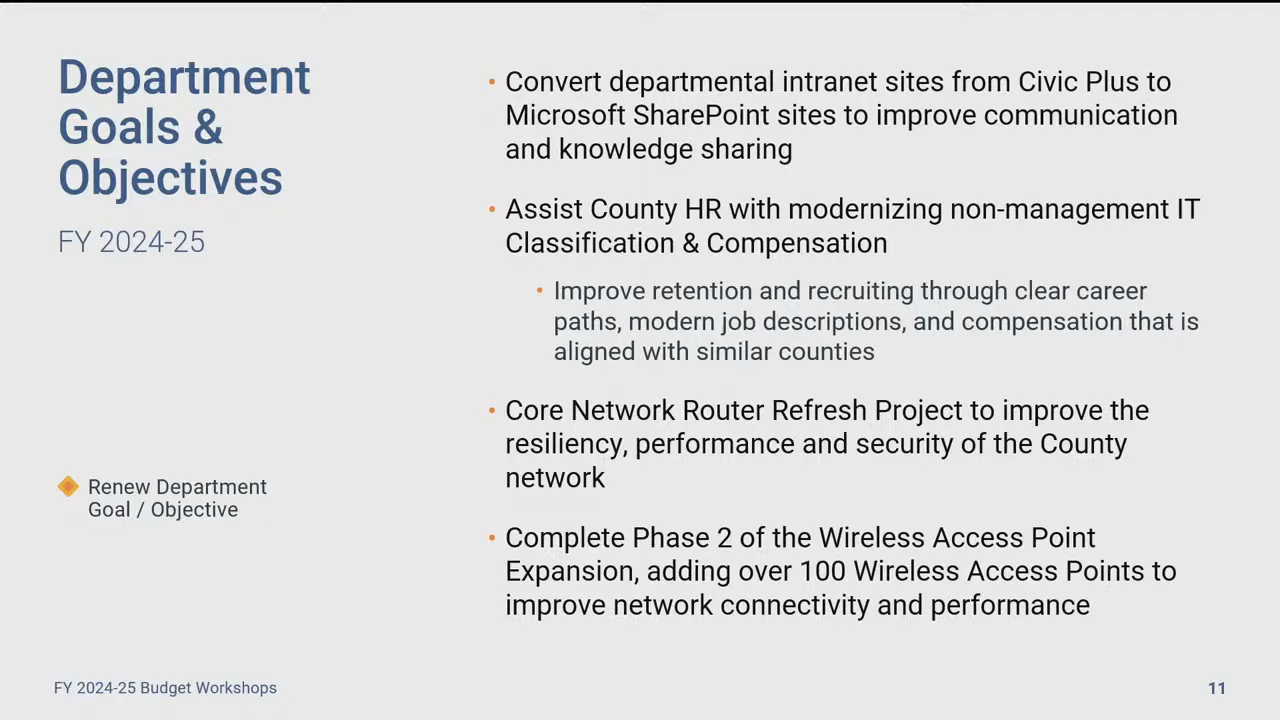 Department
Goals &
Objectives
FY 2024-25
Renew Department
Goal / Objective
• Convert departmental intranet sites from Civic Plus to
Microsoft SharePoint sites to improve communication
and knowledge sharing
• Assist County HR with modernizing non-management IT
Classification & Compensation
• Improve retention and recruiting through clear career
paths, modern job descriptions, and compensation that is
aligned with similar counties
• Core Network Router Refresh Project to improve the
resiliency, performance and security of the County
network
• Complete Phase 2 of the Wireless Access Point
Expansion, adding over 100 Wireless Access Points to
improve network connectivity and performance
FY 2024-25 Budget Workshops
11